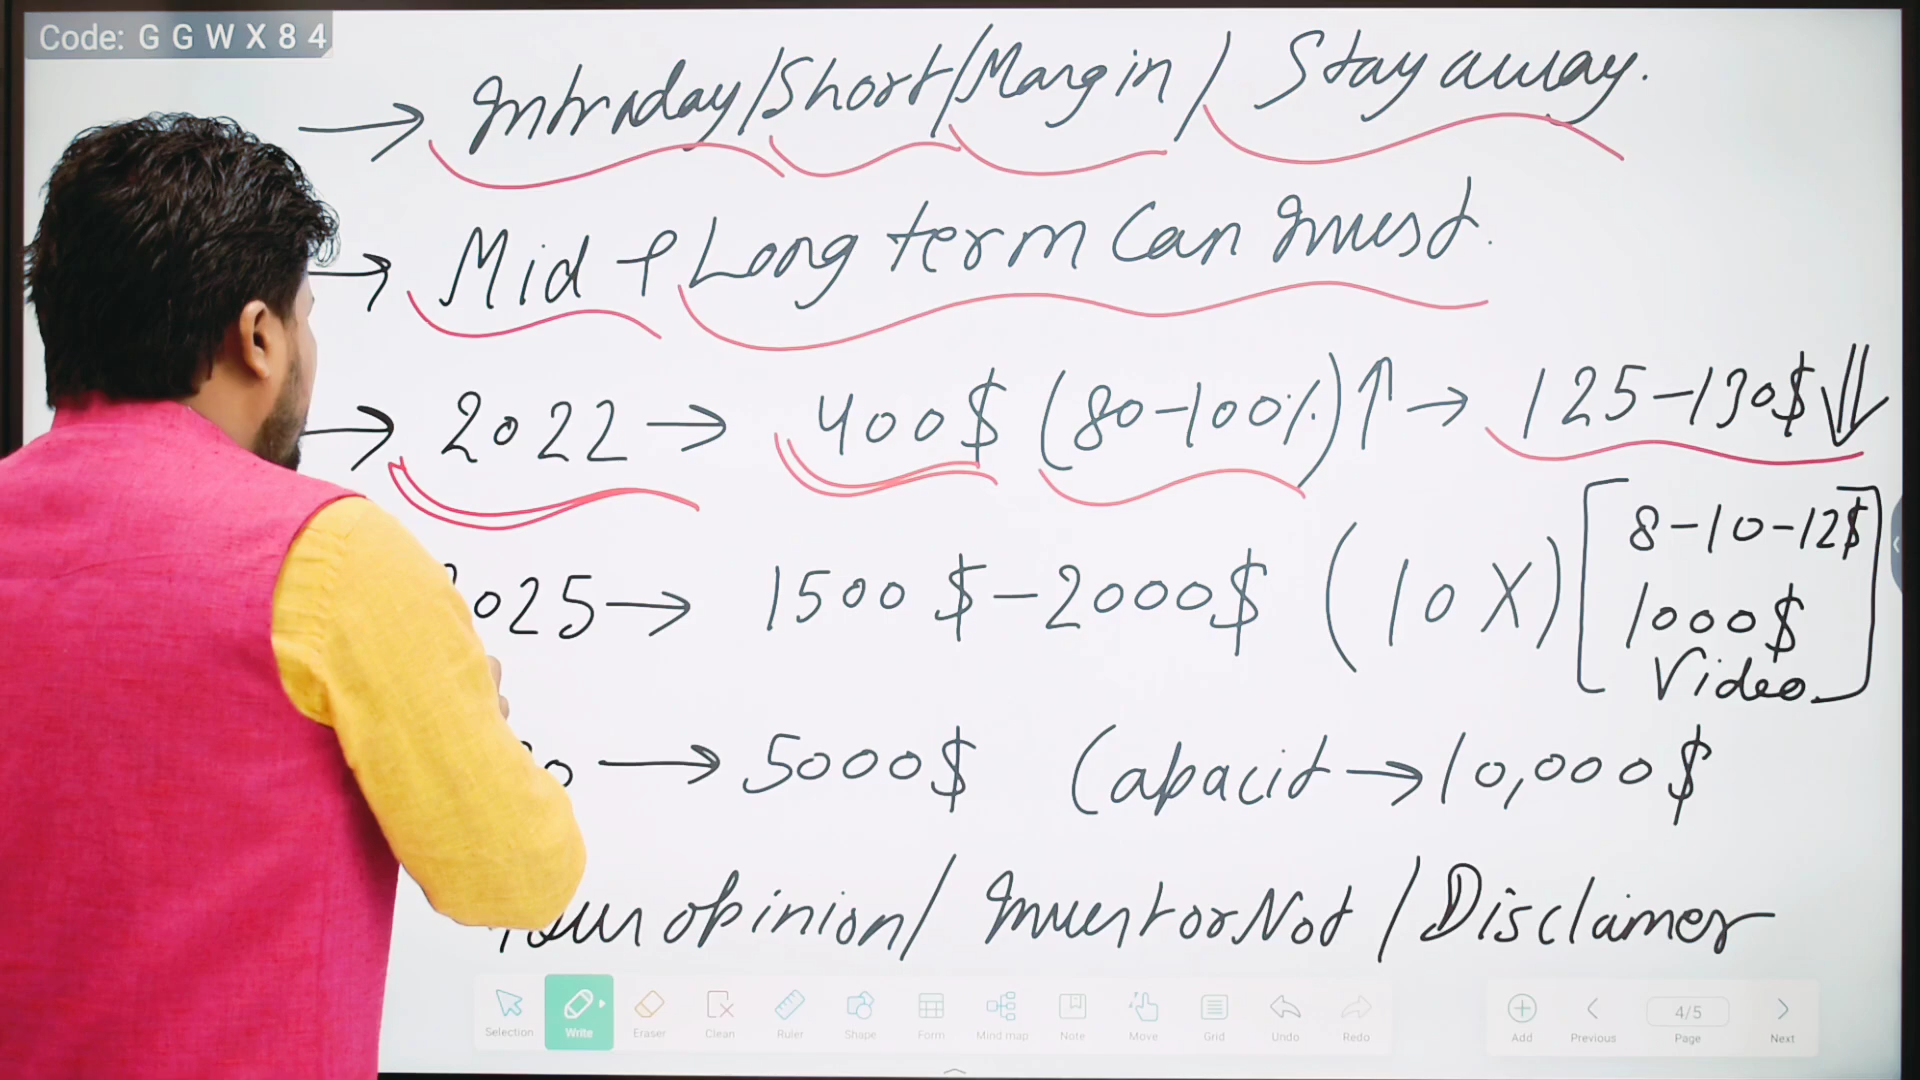 Code: G G W X 8 4
→ Intraday/Short/Margin/ Stay away.
→ Mid + Long term Can Invest.
→ 2022 → 400$ (80-100%)↑ → 125-130$
2025 → 1500$-2000$ (10X) [8-10-12$
1000$
Video]
→ 5000$ Capacit → 10,000$
Your opinion/ Invest or Not / Disclaimer
Selection Write Eraser Clean Ruler Shape Form Mind map Note Move Grid Undo Redo Add Previous 4/5 Page Next